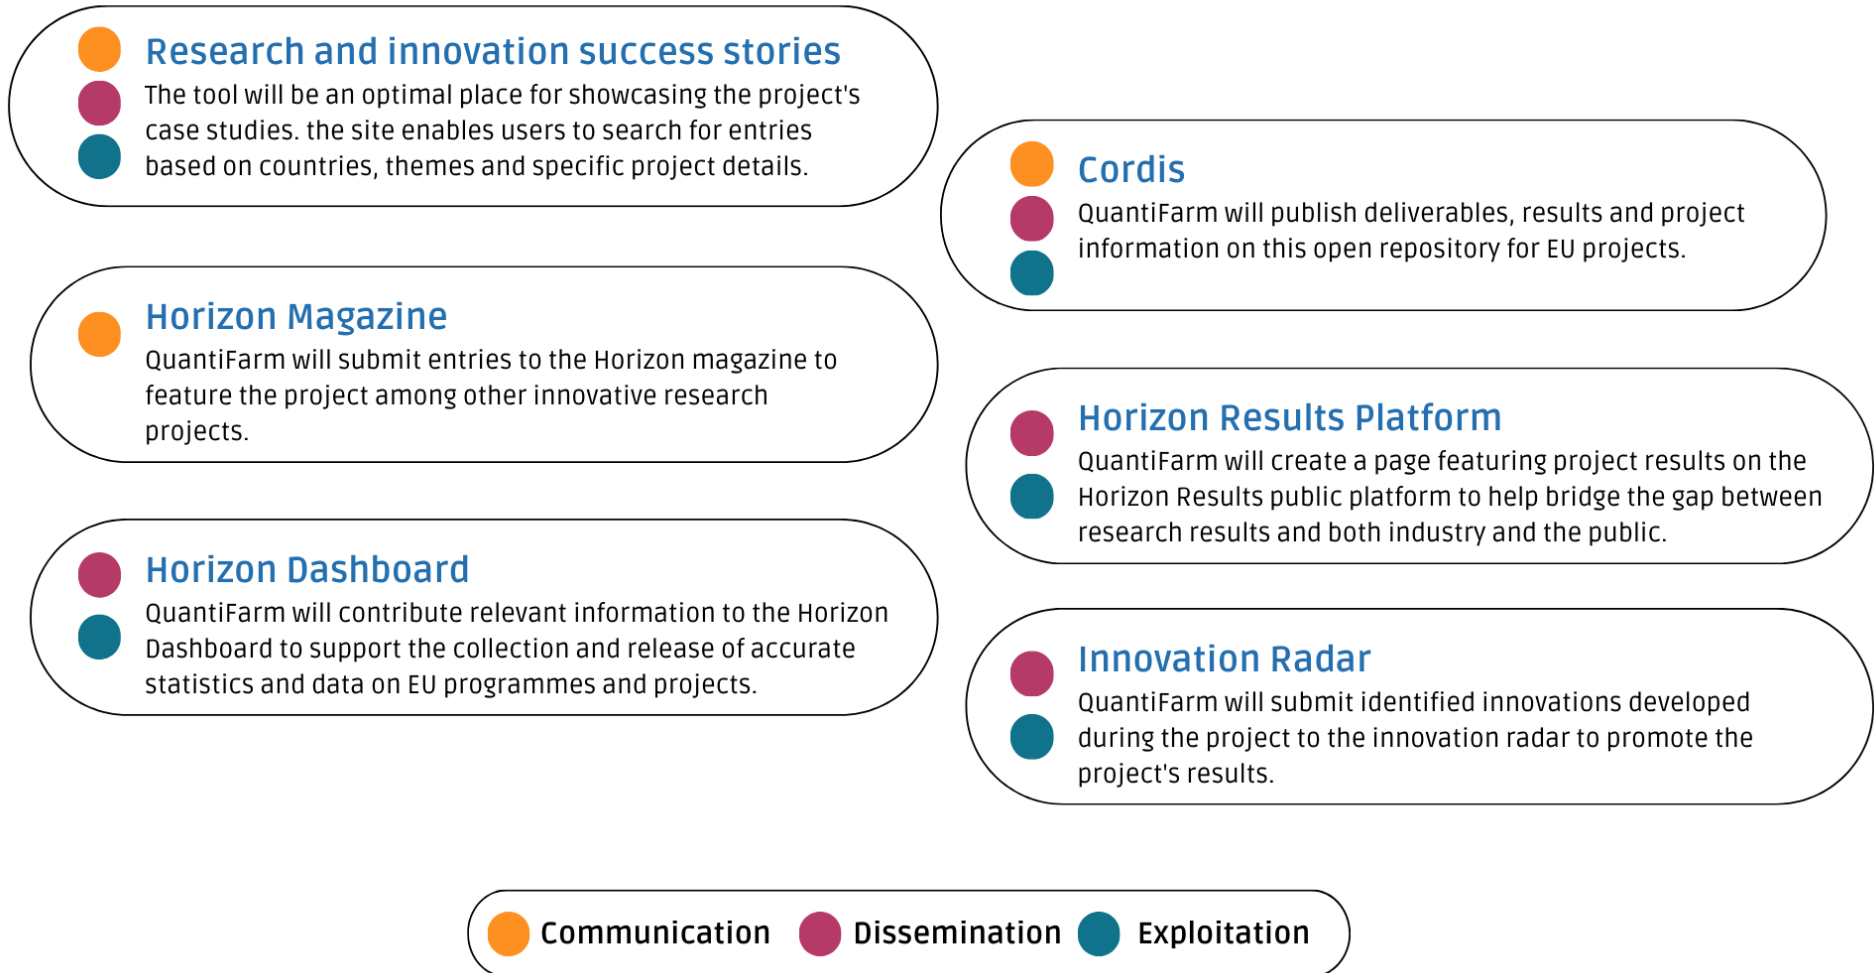 Research and innovation success stories
The tool will be an optimal place for showcasing the project's
case studies. the site enables users to search for entries
based on countries, themes and specific project details.
Cordis
QuantiFarm will publish deliverables, results and project
information on this open repository for EU projects.
Horizon Magazine
QuantiFarm will submit entries to the Horizon magazine to
feature the project among other innovative research
projects.
Horizon Results Platform
QuantiFarm will create a page featuring project results on the
Horizon Results public platform to help bridge the gap between
research results and both industry and the public.
Horizon Dashboard
QuantiFarm will contribute relevant information to the Horizon
Dashboard to support the collection and release of accurate
statistics and data on EU programmes and projects.
Innovation Radar
QuantiFarm will submit identified innovations developed
during the project to the innovation radar to promote the
project's results.
Communication Dissemination Exploitation